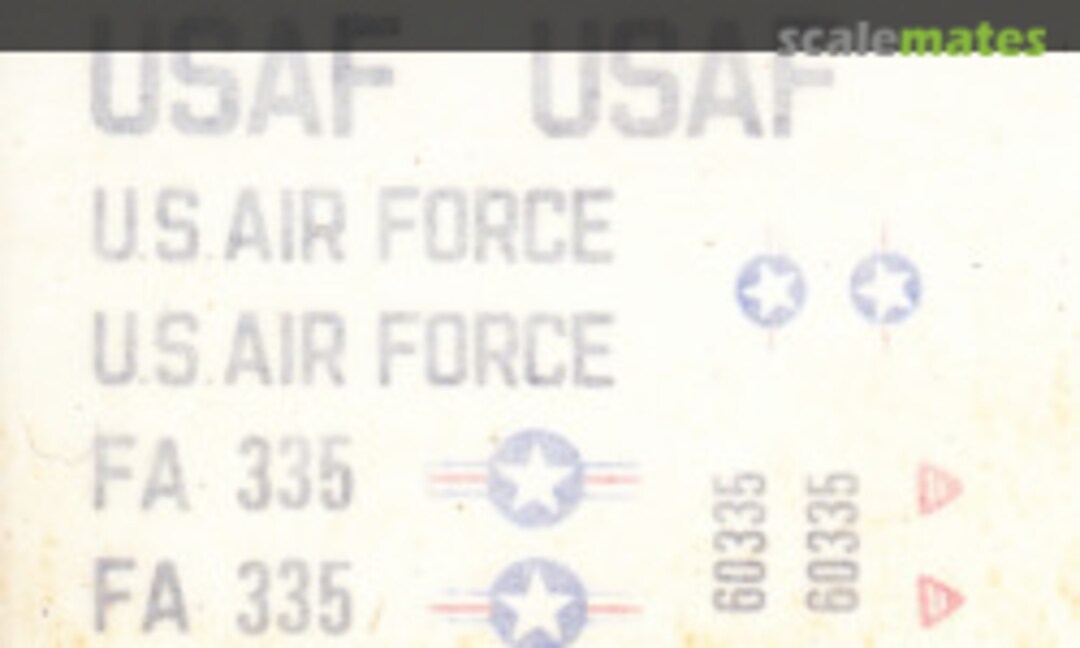 scalemates
USAF USAF
U.S. AIR FORCE
U.S. AIR FORCE
FA 335
60335 60335
FA 335